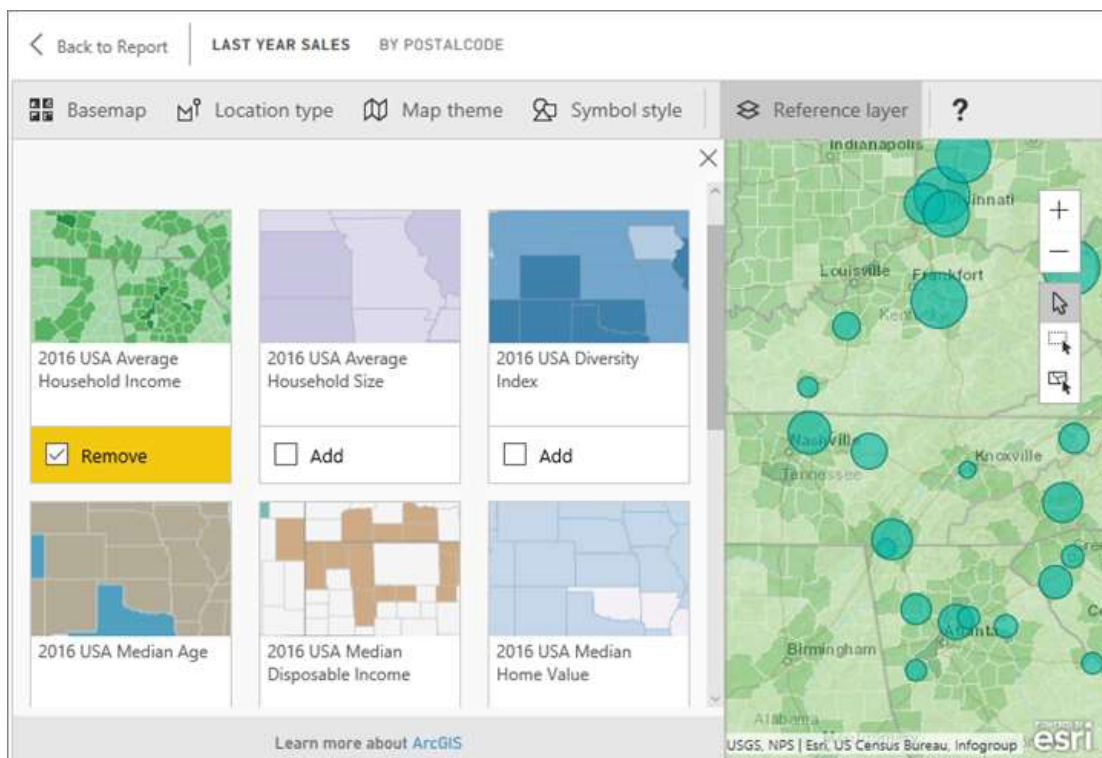 Back to Report
LAST YEAR SALES
BY POSTALCODE
Basemap
Location type
Map theme
Symbol style
Reference layer
?
2016 USA Average
Household Income
Remove
2016 USA Average
Household Size
Add
2016 USA Diversity
Index
Add
2016 USA Median Age
2016 USA Median
Disposable Income
2016 USA Median
Home Value
Learn more about ArcGIS
Indianapolis
Louisville
Frankfort
Nashville
Tennessee
Knoxville
Atlanta
Birmingham
Alabama
USGS, NPS | Esri, US Census Bureau, Infogroup
esri